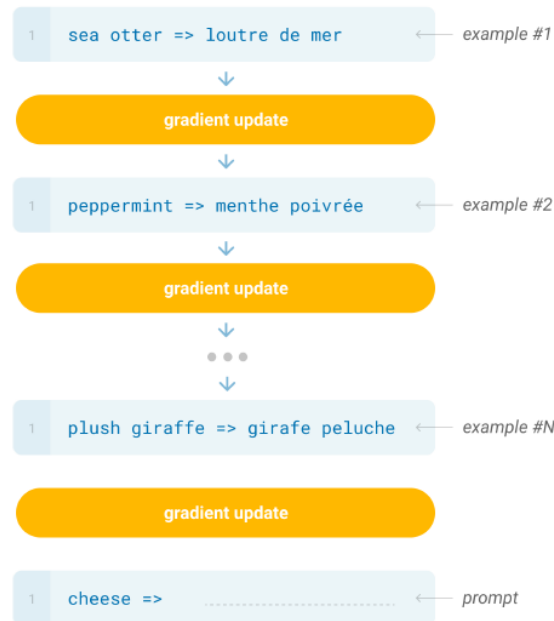 1 sea otter => loutre de mer example #1
gradient update
1 peppermint => menthe poivrée example #2
gradient update
1 plush giraffe => girafe peluche example #N
gradient update
1 cheese => ........................ prompt